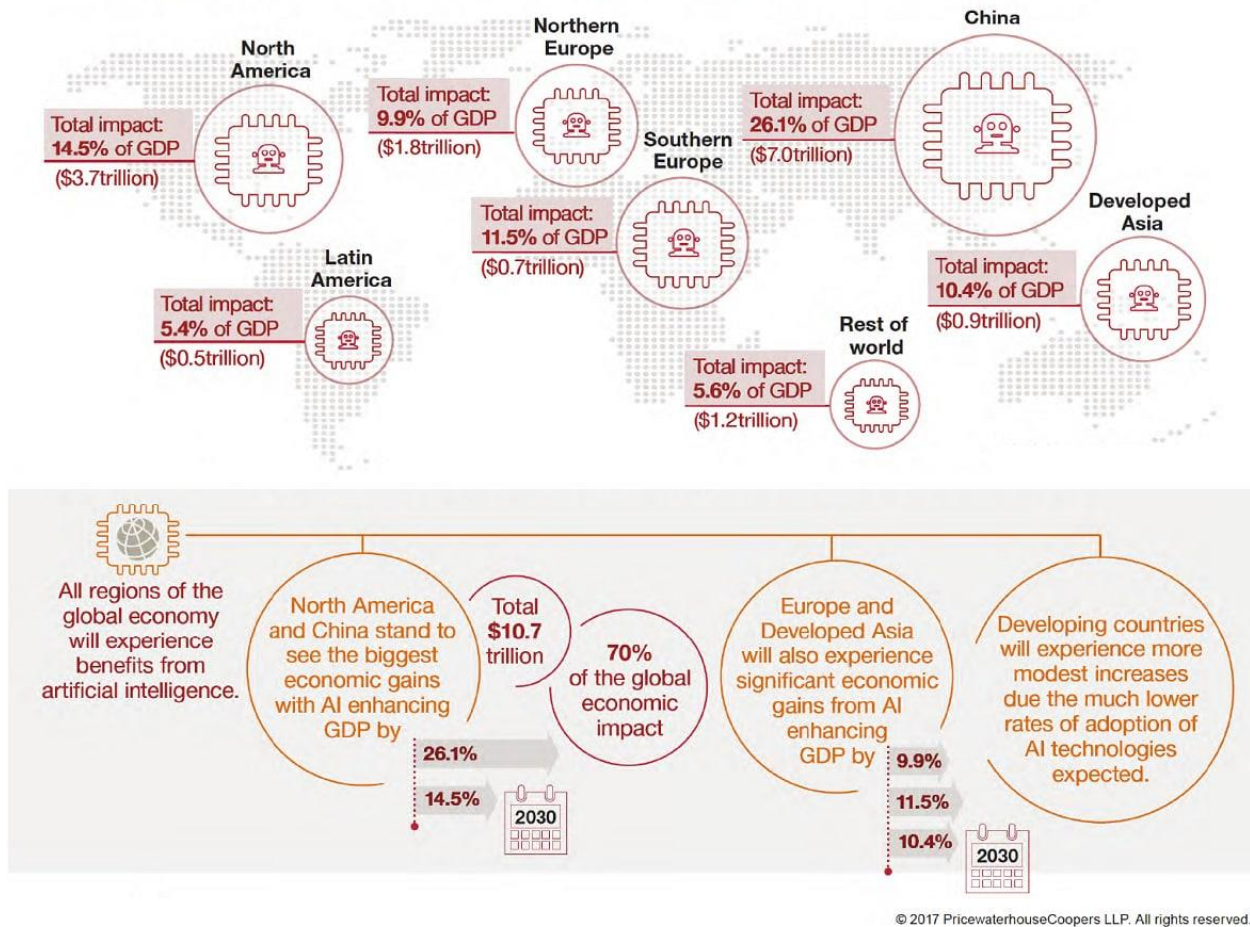 North
America
Total impact:
14.5% of GDP
($3.7trillion)
Northern
Europe
Total impact:
9.9% of GDP
($1.8trillion)
China
Total impact:
26.1% of GDP
($7.0trillion)
Southern
Europe
Total impact:
11.5% of GDP
($0.7trillion)
Developed
Asia
Total impact:
10.4% of GDP
($0.9trillion)
Latin
America
Total impact:
5.4% of GDP
($0.5trillion)
Rest of
world
Total impact:
5.6% of GDP
($1.2trillion)
All regions of the
global economy
will experience
benefits from
artificial intelligence.
North America
and China stand to
see the biggest
economic gains
with AI enhancing
GDP by
26.1%
14.5%
2030
Total
$10.7
trillion
70%
of the global
economic
impact
Europe and
Developed Asia
will also experience
significant economic
gains from AI
enhancing
GDP by
9.9%
11.5%
10.4%
2030
Developing countries
will experience more
modest increases
due the much lower
rates of adoption of
AI technologies
expected.
© 2017 PricewaterhouseCoopers LLP. All rights reserved.